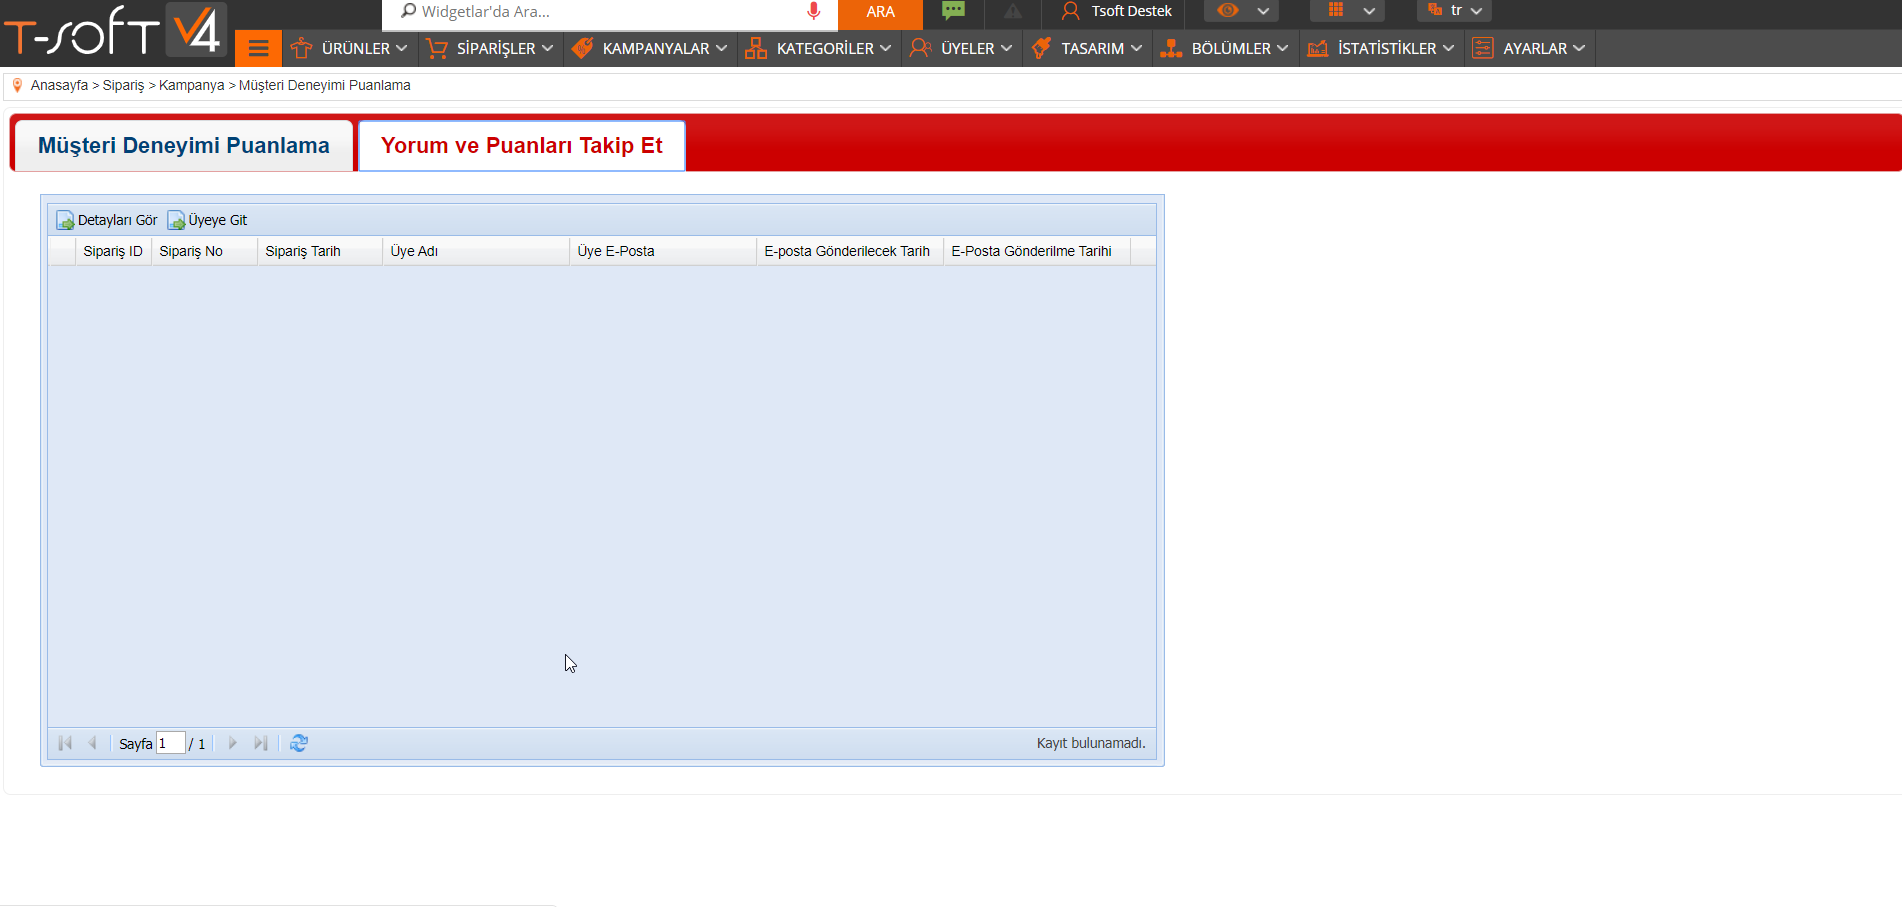 T-SOFT V4
Widgetlar'da Ara...
ARA
Tsoft Destek
tr
ÜRÜNLER
SİPARİŞLER
KAMPANYALAR
KATEGORİLER
ÜYELER
TASARIM
BÖLÜMLER
İSTATİSTİKLER
AYARLAR
Anasayfa > Sipariş > Kampanya > Müşteri Deneyimi Puanlama
Müşteri Deneyimi Puanlama
Yorum ve Puanları Takip Et
Detayları Gör
Üyeye Git
Sipariş ID
Sipariş No
Sipariş Tarih
Üye Adı
Üye E-Posta
E-posta Gönderilecek Tarih
E-Posta Gönderilme Tarihi
Sayfa 1 / 1
Kayıt bulunamadı.